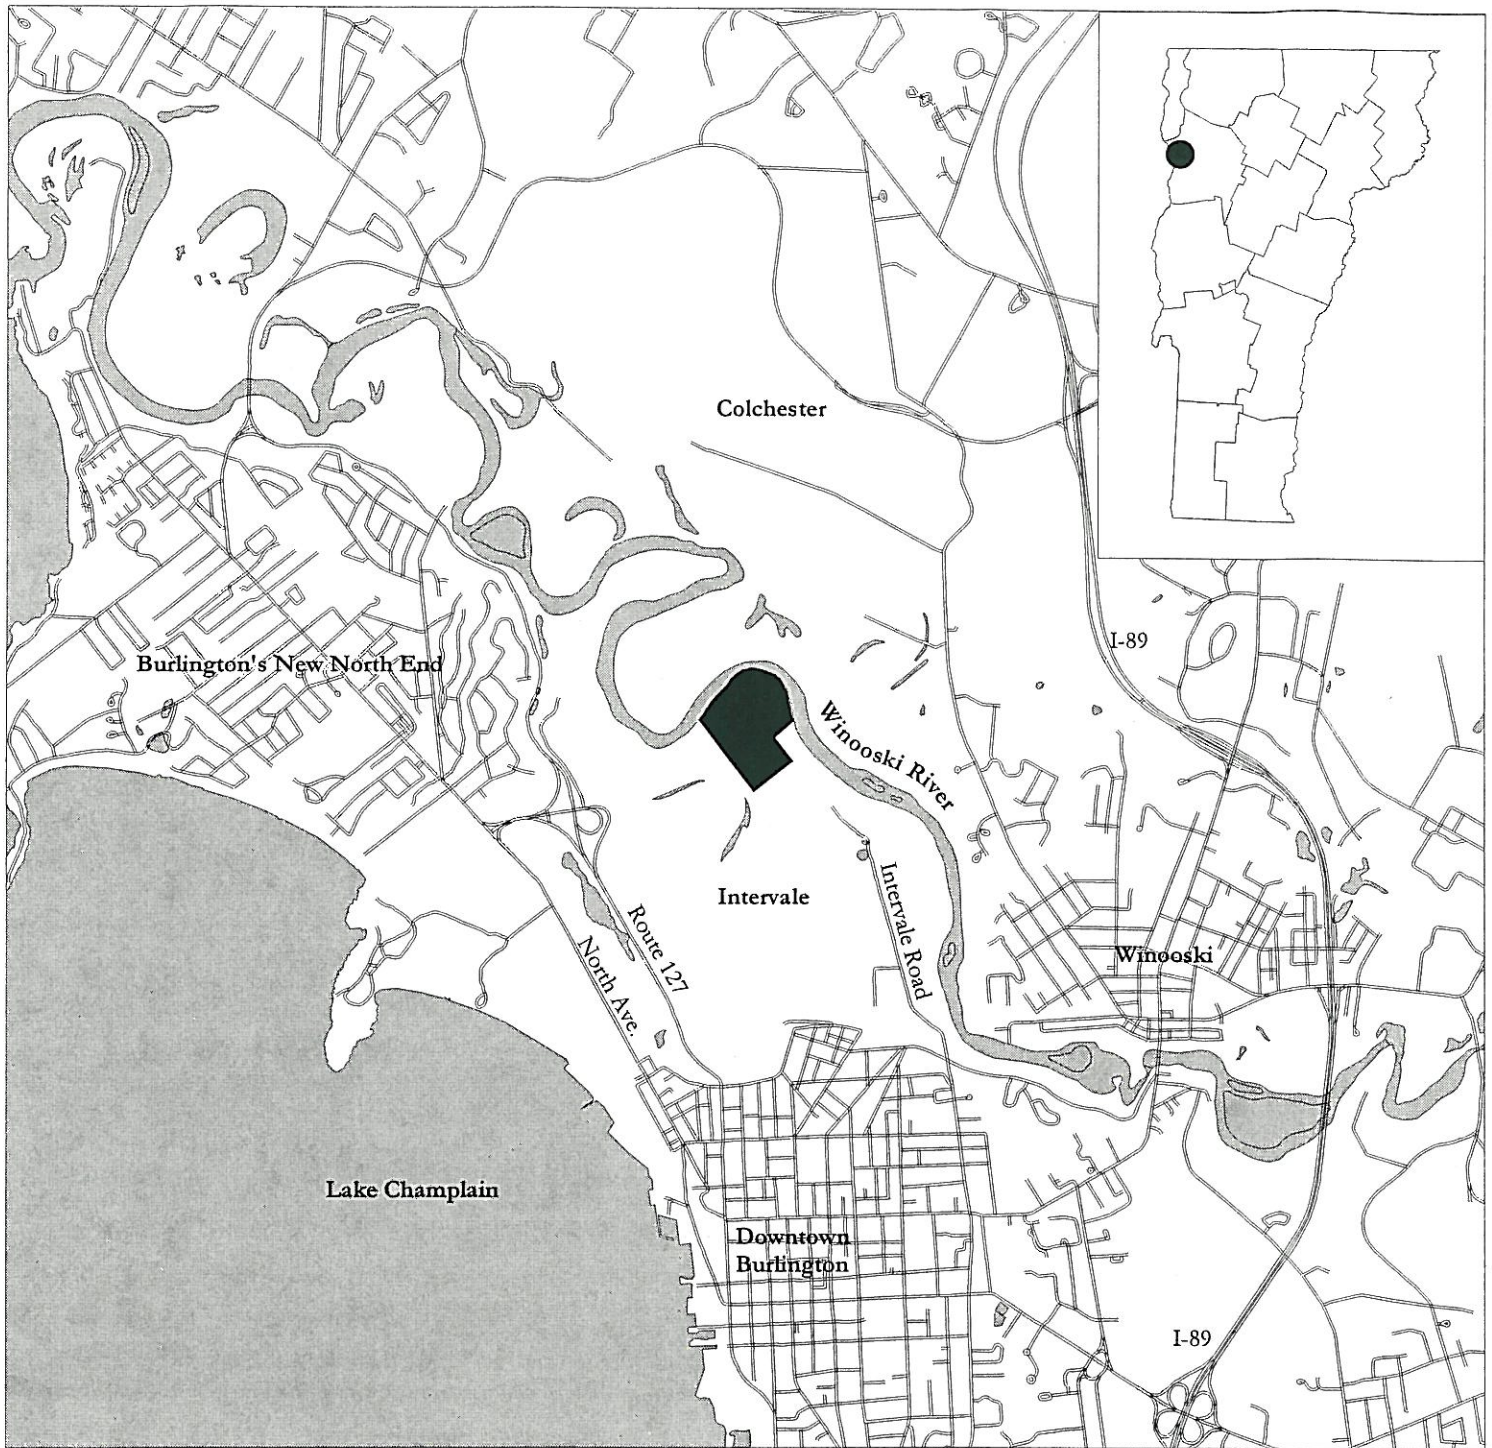 Colchester
I-89
Burlington's New North End
Winooski River
Intervale
Intervale Road
Route 127
North Ave.
Winooski
Lake Champlain
Downtown
Burlington
I-89